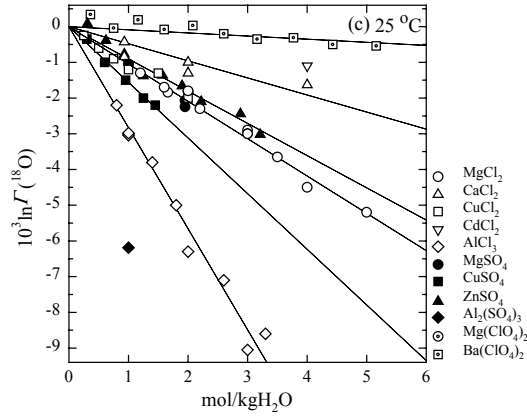 (c) 25 °C
10³lnΓ(¹⁸O)
0
-1
-2
-3
-4
-5
-6
-7
-8
-9
0 1 2 3 4 5 6
mol/kgH₂O
MgCl₂
CaCl₂
CuCl₂
CdCl₂
AlCl₃
MgSO₄
CuSO₄
ZnSO₄
Al₂(SO₄)₃
Mg(ClO₄)₂
Ba(ClO₄)₂